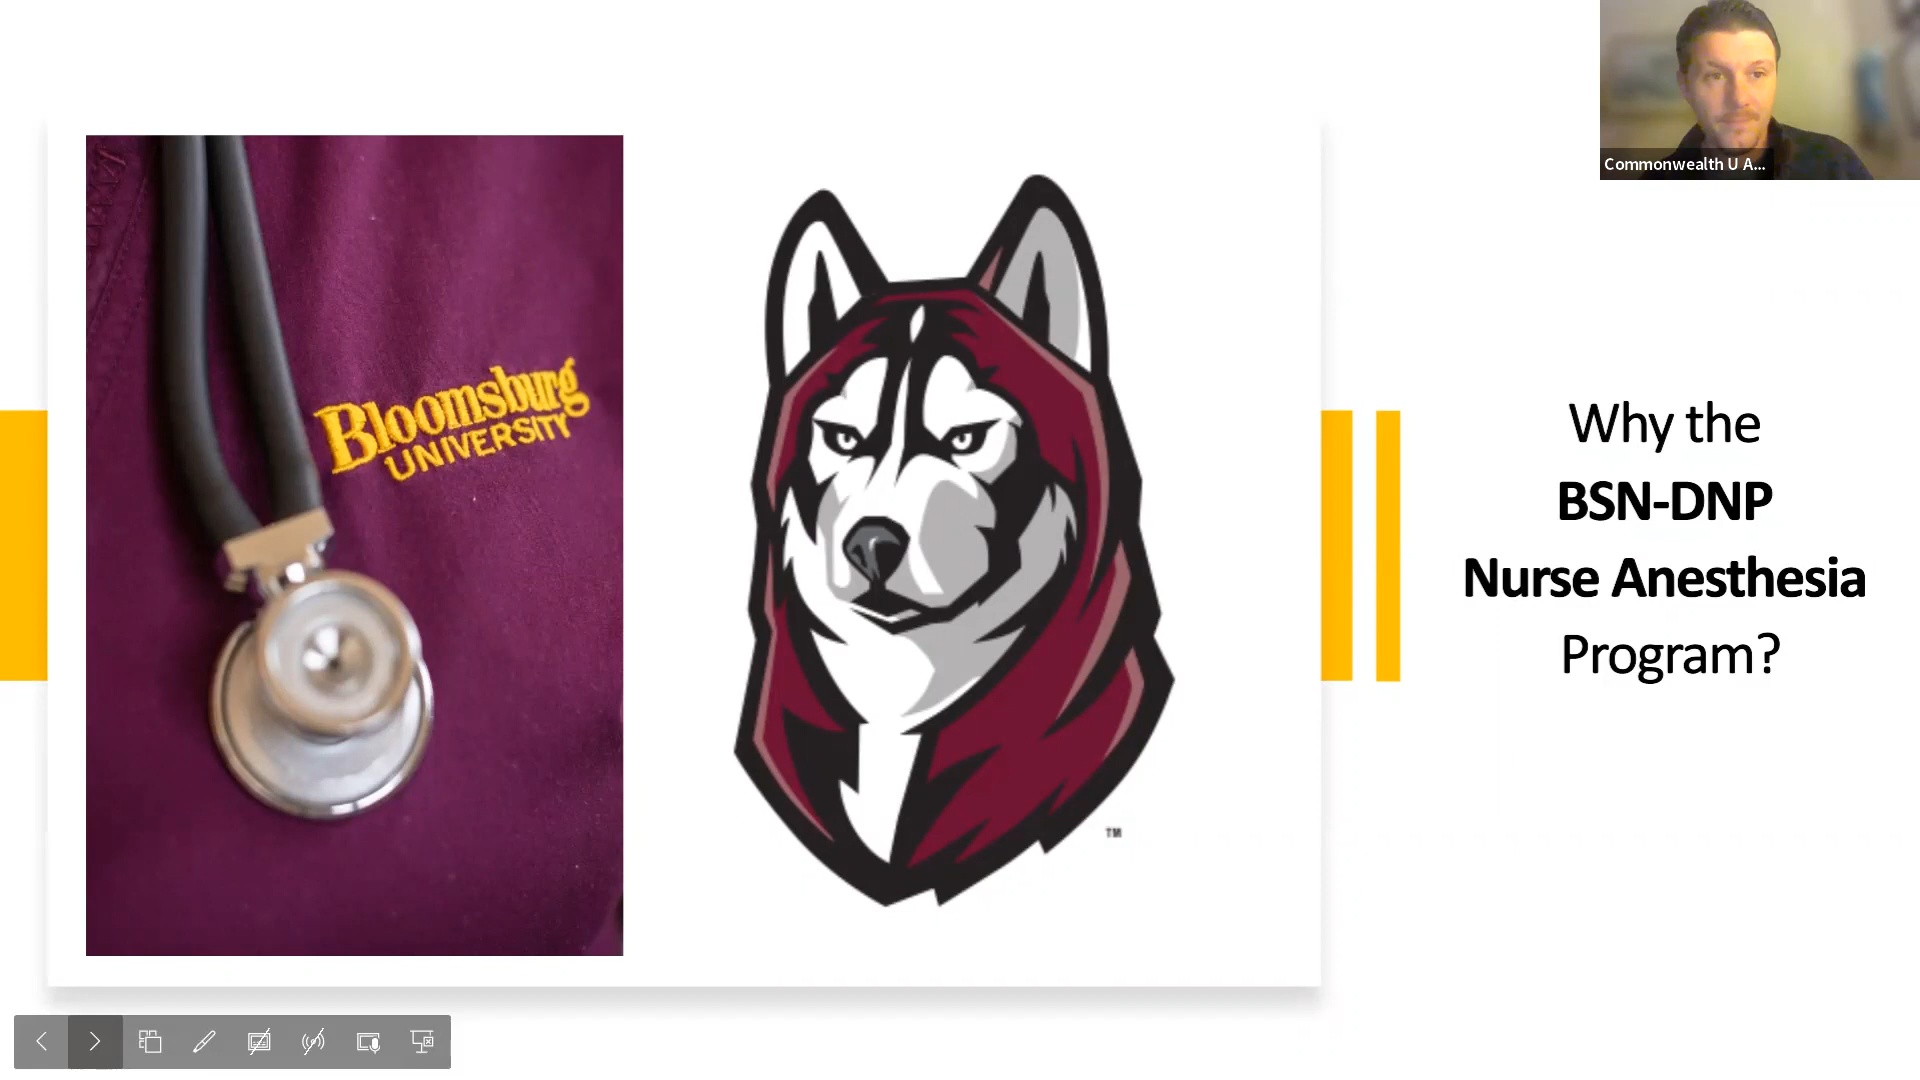 Commonwealth U A...
Bloomsburg
UNIVERSITY
TM
Why the
BSN-DNP
Nurse Anesthesia
Program?